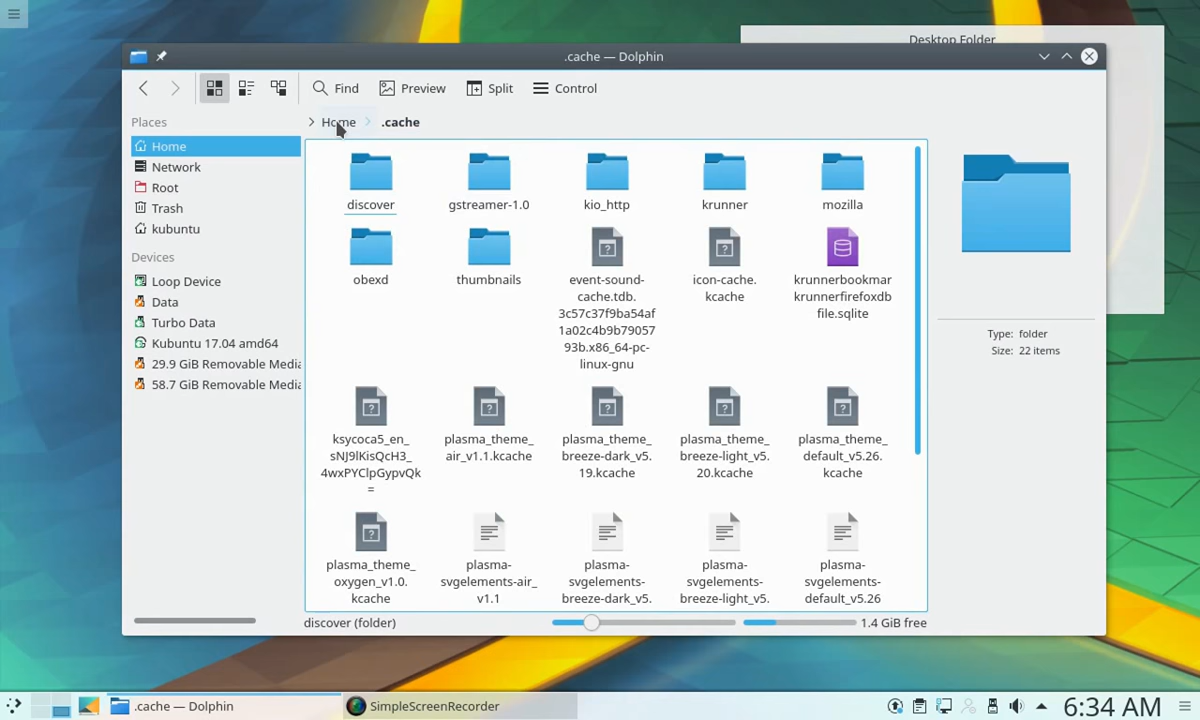 Desktop Folder
.cache — Dolphin
Find
Preview
Split
Control
Places
Home
Network
Root
Trash
kubuntu
Devices
Loop Device
Data
Turbo Data
Kubuntu 17.04 amd64
29.9 GiB Removable Media
58.7 GiB Removable Media
Home
.cache
discover
gstreamer-1.0
kio_http
krunner
mozilla
obexd
thumbnails
event-sound-
cache.tdb.
3c57c37f9ba54af
1a02c4b9b79057
93b.x86_64-pc-
linux-gnu
icon-cache.
kcache
krunnerbookmar
krunnerfirefoxdb
file.sqlite
ksycoca5_en_
sNJ9lKisQcH3_
4wxPYClpGypvQk
=
plasma_theme_
air_v1.1.kcache
plasma_theme_
breeze-dark_v5.
19.kcache
plasma_theme_
breeze-light_v5.
20.kcache
plasma_theme_
default_v5.26.
kcache
plasma_theme_
oxygen_v1.0.
kcache
plasma-
svgelements-air_
v1.1
plasma-
svgelements-
breeze-dark_v5.
plasma-
svgelements-
breeze-light_v5.
plasma-
svgelements-
default_v5.26
Type: folder
Size: 22 items
discover (folder)
1.4 GiB free
.cache — Dolphin
SimpleScreenRecorder
6:34 AM